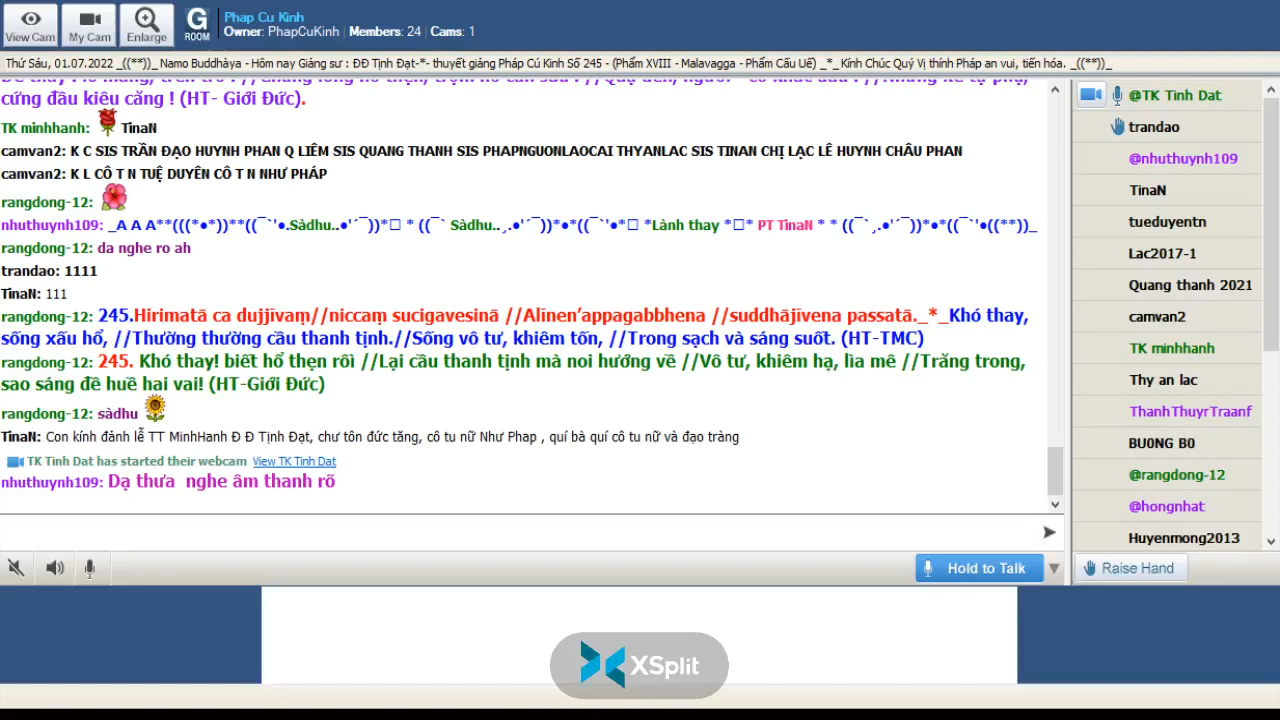 View Cam
My Cam
Enlarge
G
ROOM
Phap Cu Kinh
Owner: PhapCuKinh | Members: 24 | Cams: 1
Thứ Sáu, 01.07.2022 _((**))_ Namo Buddhàya - Hôm nay Giảng sư : ĐĐ Tịnh Đạt-*- thuyết giảng Pháp Cú Kinh Số 245 - (Phẩm XVIII - Malavagga - Phẩm Cấu Uế) _*_ Kính Chúc Quý Vị thính Pháp an vui, tiến hóa. _((**))_
cứng đầu kiêu căng ! (HT- Giới Đức).
TK minhhanh: TinaN
camvan2: K C SIS TRẦN ĐẠO HUYNH PHAN Q LIÊM SIS QUANG THANH SIS PHAPNGUONLAOCAI THYANLAC SIS TINAN CHỊ LẠC LÊ HUYNH CHÂU PHAN
camvan2: K L CÔ T N TUỆ DUYÊN CÔ T N NHƯ PHÁP
rangdong-12:
nhuthuynh109: _A A A**(((*•*))**((¯`'•.Sàdhu..•'´¯))*□ * ((¯` Sàdhu..¸.•'´¯))*•*((¯`'•*□ *Lành thay *□* PT TinaN * * ((¯`¸.•'´¯))*•*((¯`'•((**))_
rangdong-12: da nghe ro ah
trandao: 1111
TinaN: 111
rangdong-12: 245.Hirimatā ca dujjīvaṃ//niccaṃ sucigavesinā //Alīnen’appagabbhena //suddhājīvena passatā._*_Khó thay,
sống xấu hổ, //Thường thường cầu thanh tịnh.//Sống vô tư, khiêm tốn, //Trong sạch và sáng suốt. (HT-TMC)
rangdong-12: 245. Khó thay! biết hổ thẹn rồi //Lại cầu thanh tịnh mà noi hướng về //Vô tư, khiêm hạ, lìa mê //Trăng trong,
sao sáng đề huề hai vai! (HT-Giới Đức)
rangdong-12: sàdhu
TinaN: Con kính đảnh lễ TT MinhHanh Đ Đ Tịnh Đạt, chư tôn đức tăng, cô tu nữ Như Phap , quí bà quí cô tu nữ và đạo tràng
TK Tinh Dat has started their webcam View TK Tinh Dat
nhuthuynh109: Dạ thưa nghe âm thanh rõ
@TK Tinh Dat
trandao
@nhuthuynh109
TinaN
tueduyentn
Lac2017-1
Quang thanh 2021
camvan2
TK minhhanh
Thy an lac
ThanhThuyrTraanf
BU0NG B0
@rangdong-12
@hongnhat
Huyenmong2013
Hold to Talk
Raise Hand
XSplit